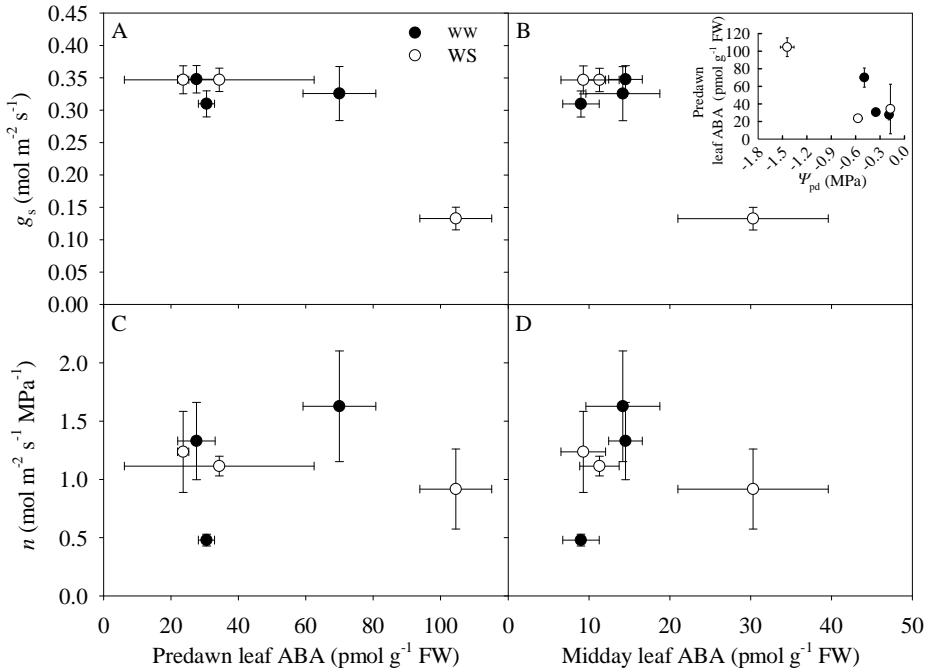 A
WW
WS
0.45
0.40
0.35
0.30
0.25
0.20
0.15
0.10
0.05
0.00
g_s (mol m⁻² s⁻¹)
B
120
100
80
60
40
20
0
Predawn
leaf ABA (pmol g⁻¹ FW)
-1.8
-1.5
-1.2
-0.9
-0.6
-0.3
0.0
Ψ_pd (MPa)
C
2.0
1.5
1.0
0.5
0.0
n (mol m⁻² s⁻¹ MPa⁻¹)
0 20 40 60 80 100
Predawn leaf ABA (pmol g⁻¹ FW)
D
0 10 20 30 40 50
Midday leaf ABA (pmol g⁻¹ FW)